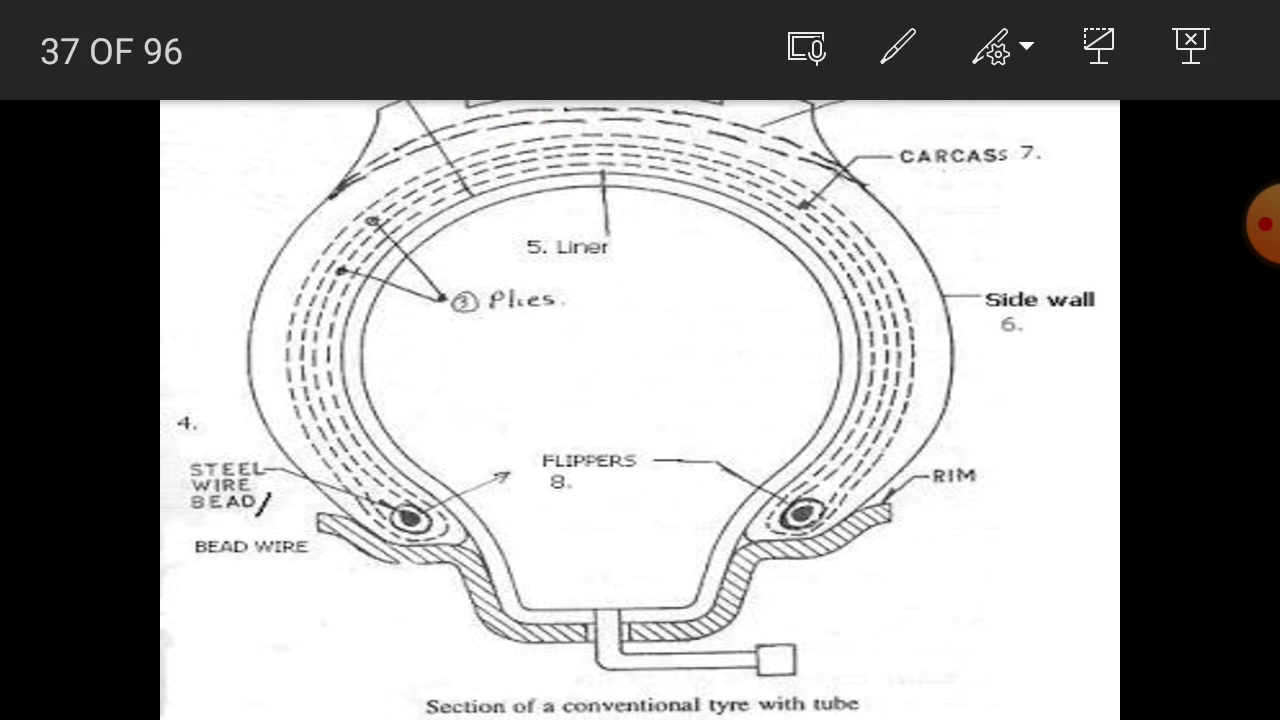 37 OF 96
CARCASs 7.
5. Liner
③ Plies.
Side wall
6.
4.
STEEL
WIRE
BEAD/
BEAD WIRE
FLIPPERS
8.
RIM
Section of a conventional tyre with tube